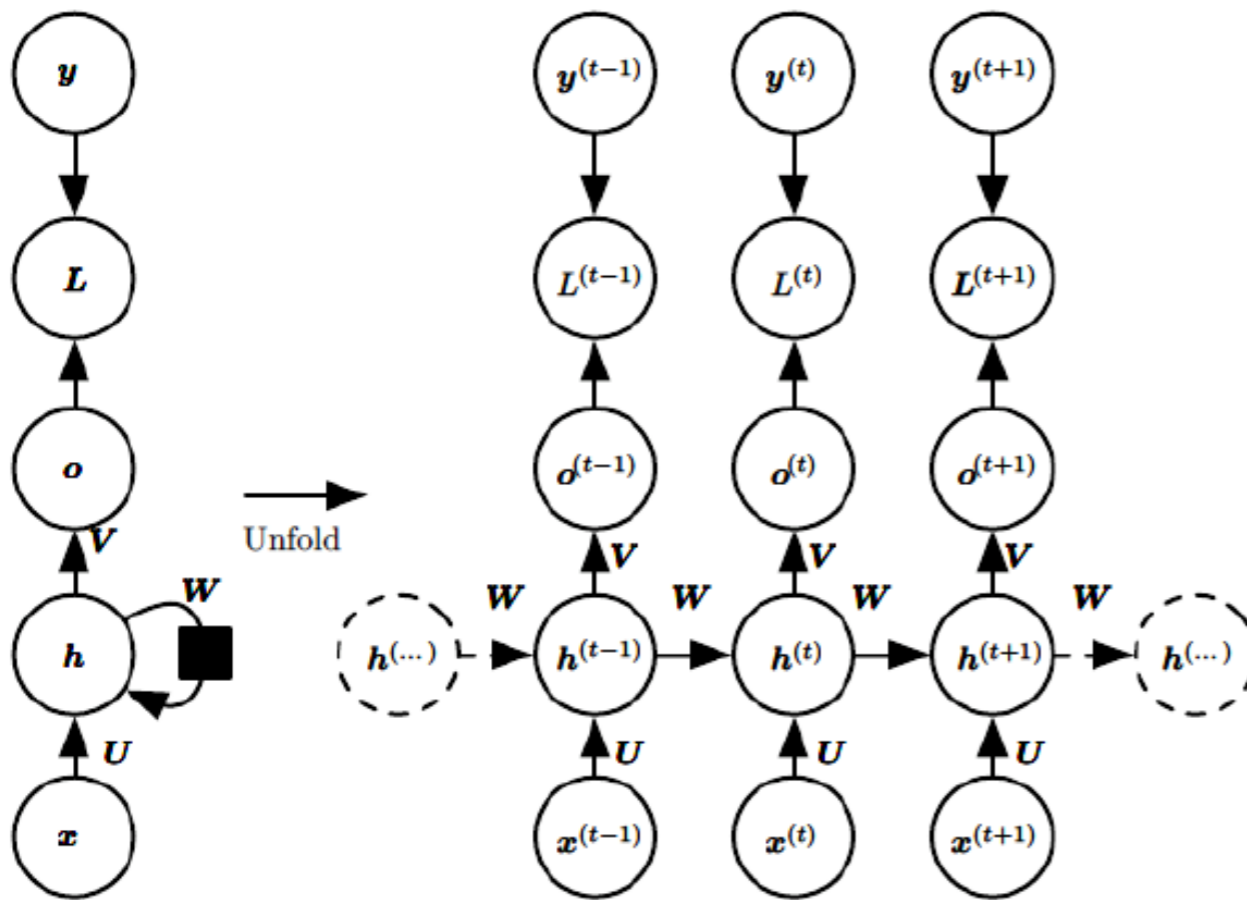 y y^{(t−1)} y^{(t)} y^{(t+1)}
L L^{(t−1)} L^{(t)} L^{(t+1)}
o o^{(t−1)} o^{(t)} o^{(t+1)}
Unfold
V V V V
W W W W W
h h^{(...)} h^{(t−1)} h^{(t)} h^{(t+1)} h^{(...)}
U U U U
x x^{(t−1)} x^{(t)} x^{(t+1)}